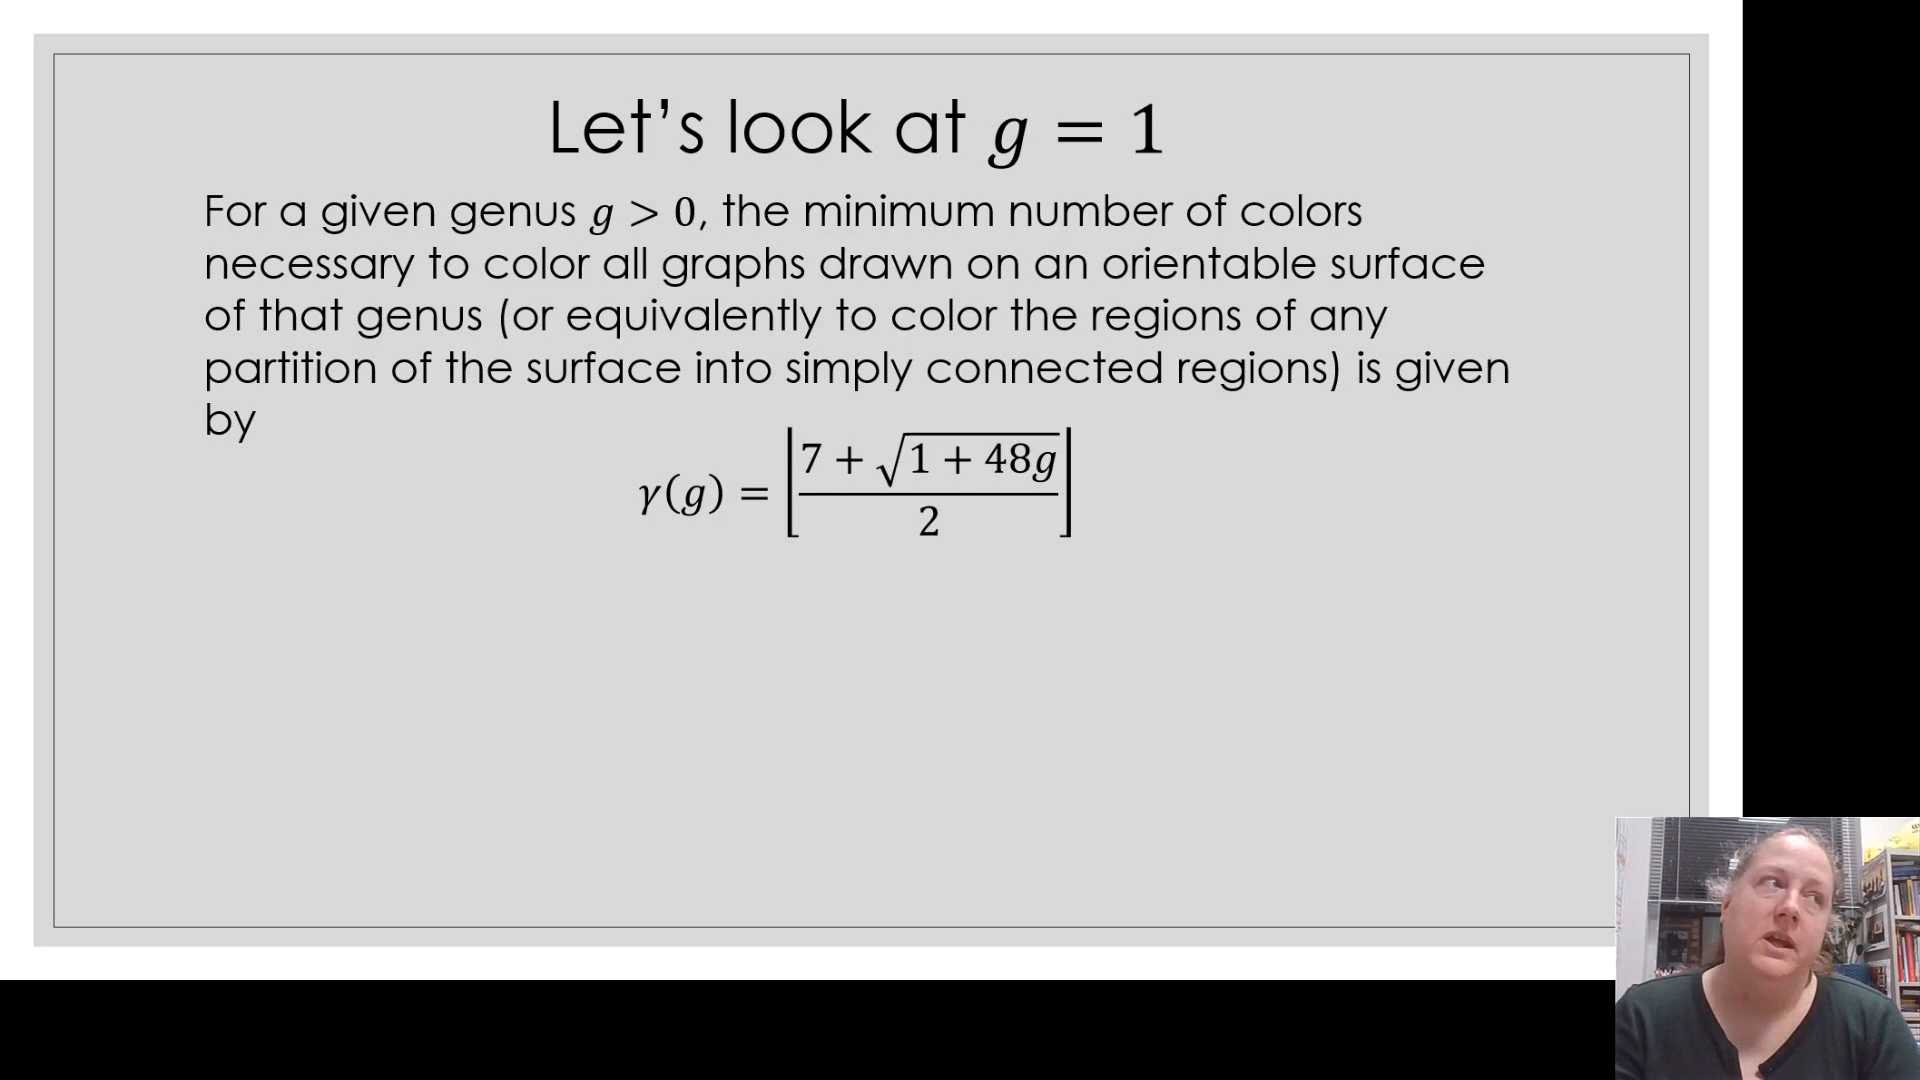 Let’s look at g = 1
For a given genus g > 0, the minimum number of colors
necessary to color all graphs drawn on an orientable surface
of that genus (or equivalently to color the regions of any
partition of the surface into simply connected regions) is given
by
γ(g) = ⌊(7 + √(1 + 48g))/2⌋